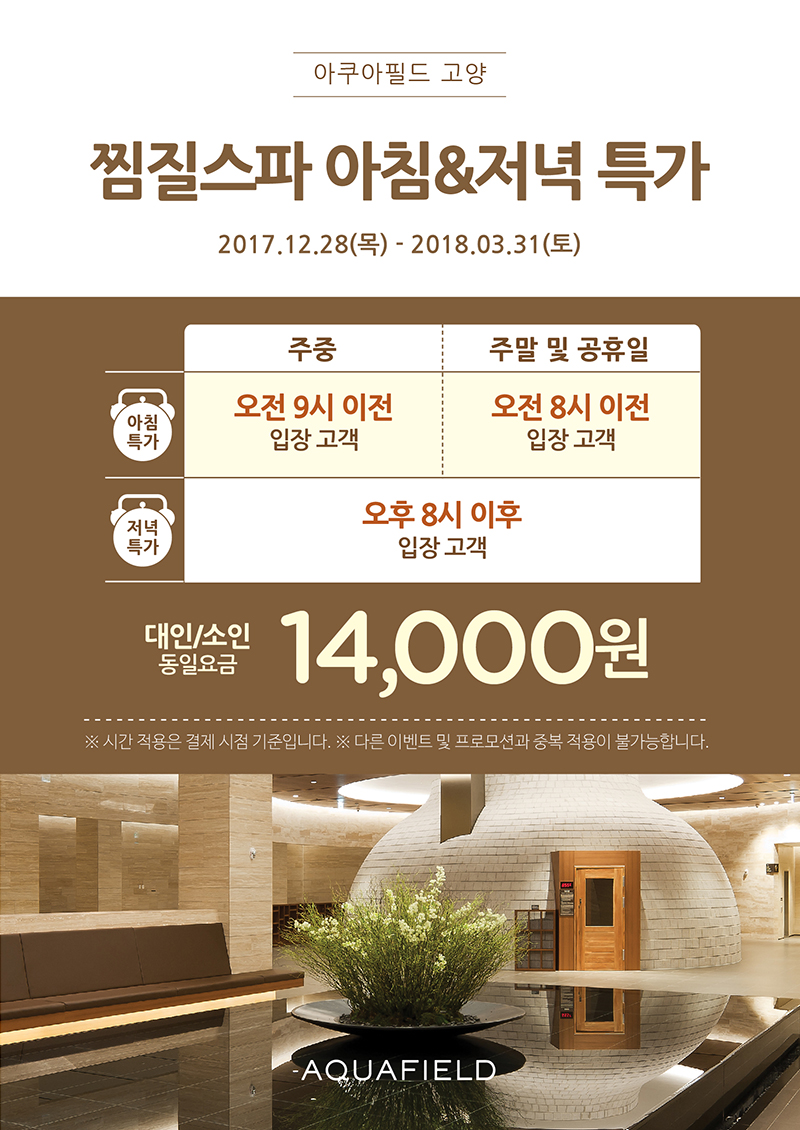 아쿠아필드 고양
찜질스파 아침&저녁 특가
2017.12.28(목) - 2018.03.31(토)
주중
주말 및 공휴일
아침
특가
오전 9시 이전
입장 고객
오전 8시 이전
입장 고객
저녁
특가
오후 8시 이후
입장 고객
대인/소인
동일요금
14,000원
※ 시간 적용은 결제 시점 기준입니다. ※ 다른 이벤트 및 프로모션과 중복 적용이 불가능합니다.
-AQUAFIELD